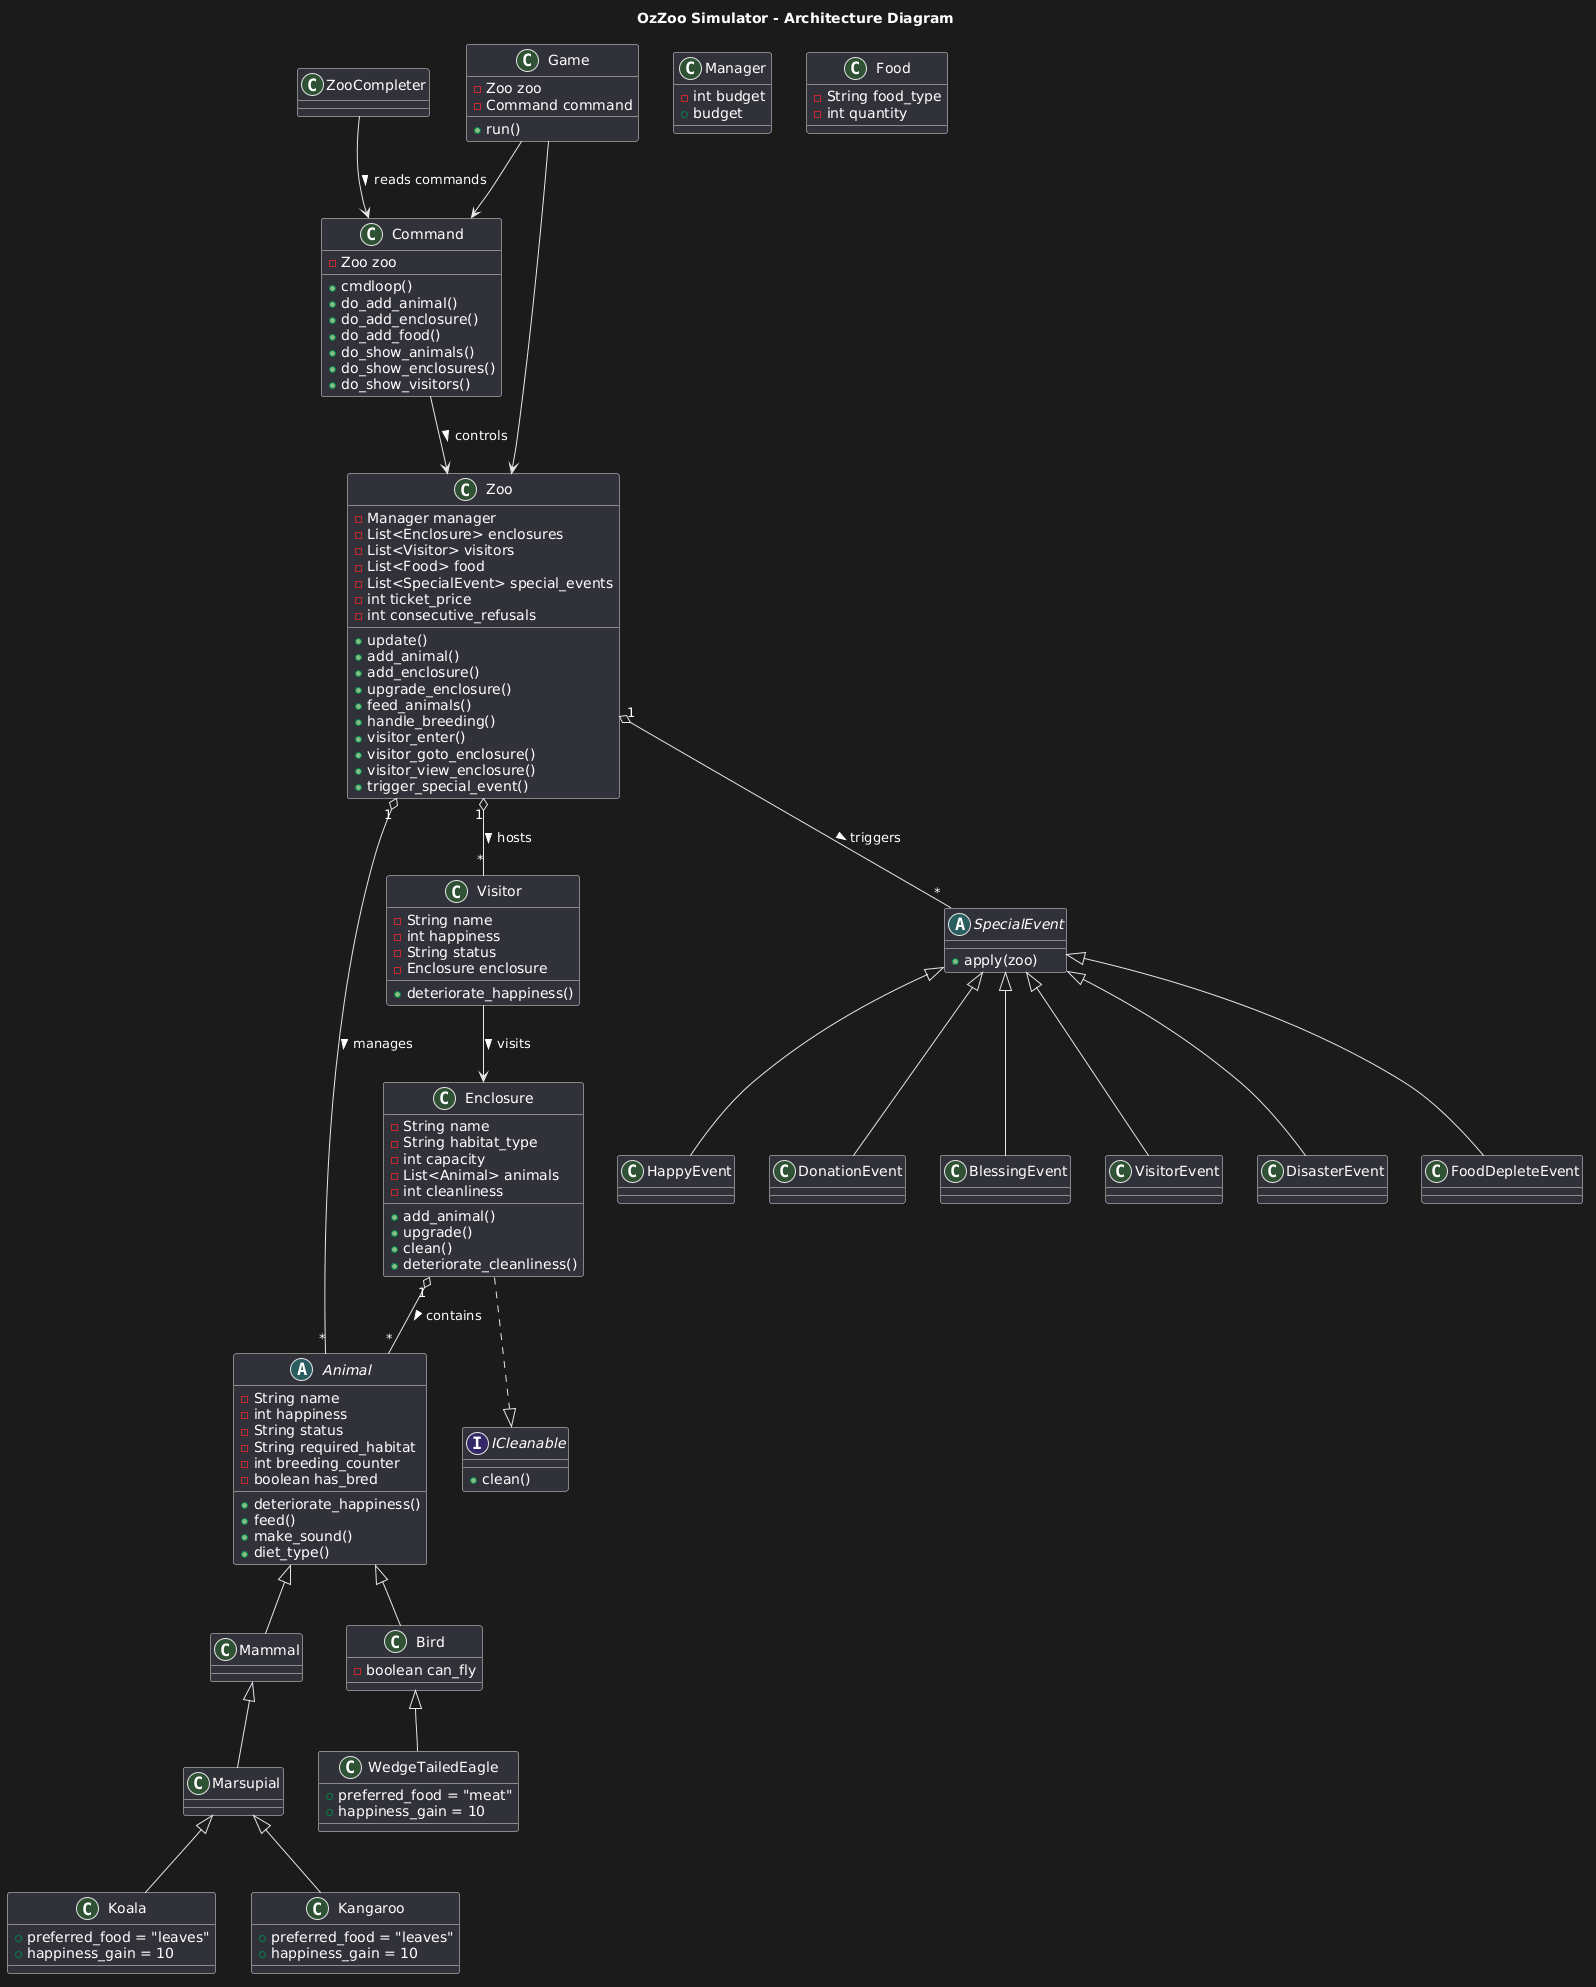 OzZoo Simulator - Architecture Diagram
C ZooCompleter
C Game
Zoo zoo
Command command
run()
C Manager
int budget
budget
C Food
String food_type
int quantity
reads commands
C Command
Zoo zoo
cmdloop()
do_add_animal()
do_add_enclosure()
do_add_food()
do_show_animals()
do_show_enclosures()
do_show_visitors()
controls
C Zoo
Manager manager
List<Enclosure> enclosures
List<Visitor> visitors
List<Food> food
List<SpecialEvent> special_events
int ticket_price
int consecutive_refusals
update()
add_animal()
add_enclosure()
upgrade_enclosure()
feed_animals()
handle_breeding()
visitor_enter()
visitor_goto_enclosure()
visitor_view_enclosure()
trigger_special_event()
1
1
1
hosts
triggers
*
*
C Visitor
String name
int happiness
String status
Enclosure enclosure
deteriorate_happiness()
A SpecialEvent
apply(zoo)
manages
visits
C Enclosure
String name
String habitat_type
int capacity
List<Animal> animals
int cleanliness
add_animal()
upgrade()
clean()
deteriorate_cleanliness()
C HappyEvent
C DonationEvent
C BlessingEvent
C VisitorEvent
C DisasterEvent
C FoodDepleteEvent
1
contains
*
*
A Animal
String name
int happiness
String status
String required_habitat
int breeding_counter
boolean has_bred
deteriorate_happiness()
feed()
make_sound()
diet_type()
I ICleanable
clean()
C Mammal
C Bird
boolean can_fly
C Marsupial
C WedgeTailedEagle
preferred_food = "meat"
happiness_gain = 10
C Koala
preferred_food = "leaves"
happiness_gain = 10
C Kangaroo
preferred_food = "leaves"
happiness_gain = 10